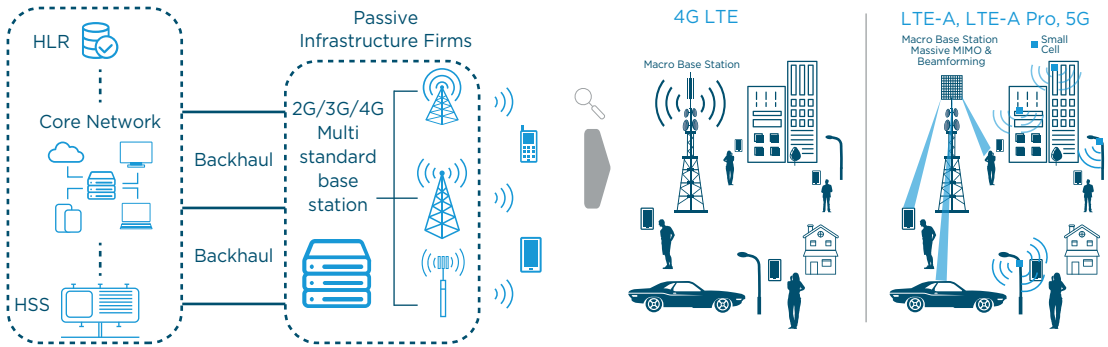 HLR
Core Network
HSS
Backhaul
Backhaul
Passive
Infrastructure Firms
2G/3G/4G
Multi
standard
base
station
4G LTE
Macro Base Station
LTE-A, LTE-A Pro, 5G
Macro Base Station
Massive MIMO &
Beamforming
Small
Cell